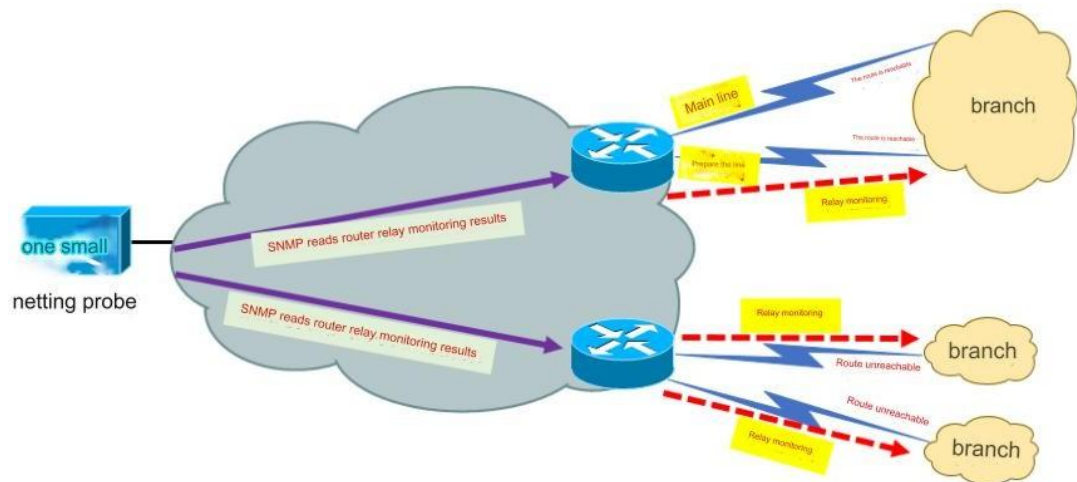 Main line
The route is reachable
branch
The route is reachable
Prepare the line
Relay monitoring
SNMP reads router relay monitoring results
one small
netting probe
SNMP reads router relay monitoring results
Relay monitoring
branch
Route unreachable
Route unreachable
Relay monitoring
branch